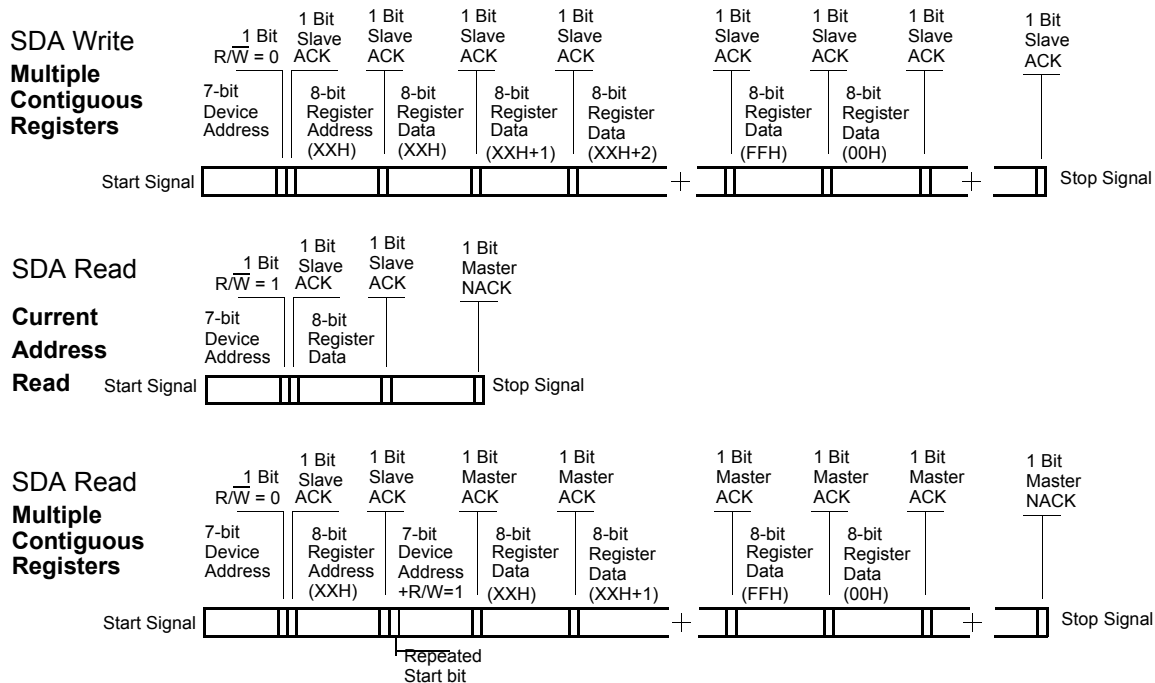 SDA Write
Multiple
Contiguous
Registers
1 Bit
R/W = 0
1 Bit
Slave
ACK
1 Bit
Slave
ACK
1 Bit
Slave
ACK
1 Bit
Slave
ACK
1 Bit
Slave
ACK
1 Bit
Slave
ACK
1 Bit
Slave
ACK
1 Bit
Slave
ACK
7-bit
Device
Address
8-bit
Register
Address
(XXH)
8-bit
Register
Data
(XXH)
8-bit
Register
Data
(XXH+1)
8-bit
Register
Data
(XXH+2)
8-bit
Register
Data
(FFH)
8-bit
Register
Data
(00H)
Start Signal
Stop Signal
SDA Read
Current
Address
Read
1 Bit
R/W = 1
1 Bit
Slave
ACK
1 Bit
Slave
ACK
1 Bit
Master
NACK
7-bit
Device
Address
8-bit
Register
Data
Start Signal
Stop Signal
SDA Read
Multiple
Contiguous
Registers
1 Bit
R/W = 0
1 Bit
Slave
ACK
1 Bit
Slave
ACK
1 Bit
Master
ACK
1 Bit
Master
ACK
1 Bit
Master
ACK
1 Bit
Master
ACK
1 Bit
Master
ACK
1 Bit
Master
NACK
7-bit
Device
Address
8-bit
Register
Address
(XXH)
7-bit
Device
Address
+R/W=1
8-bit
Register
Data
(XXH)
8-bit
Register
Data
(XXH+1)
8-bit
Register
Data
(FFH)
8-bit
Register
Data
(00H)
Start Signal
Stop Signal
Repeated
Start bit